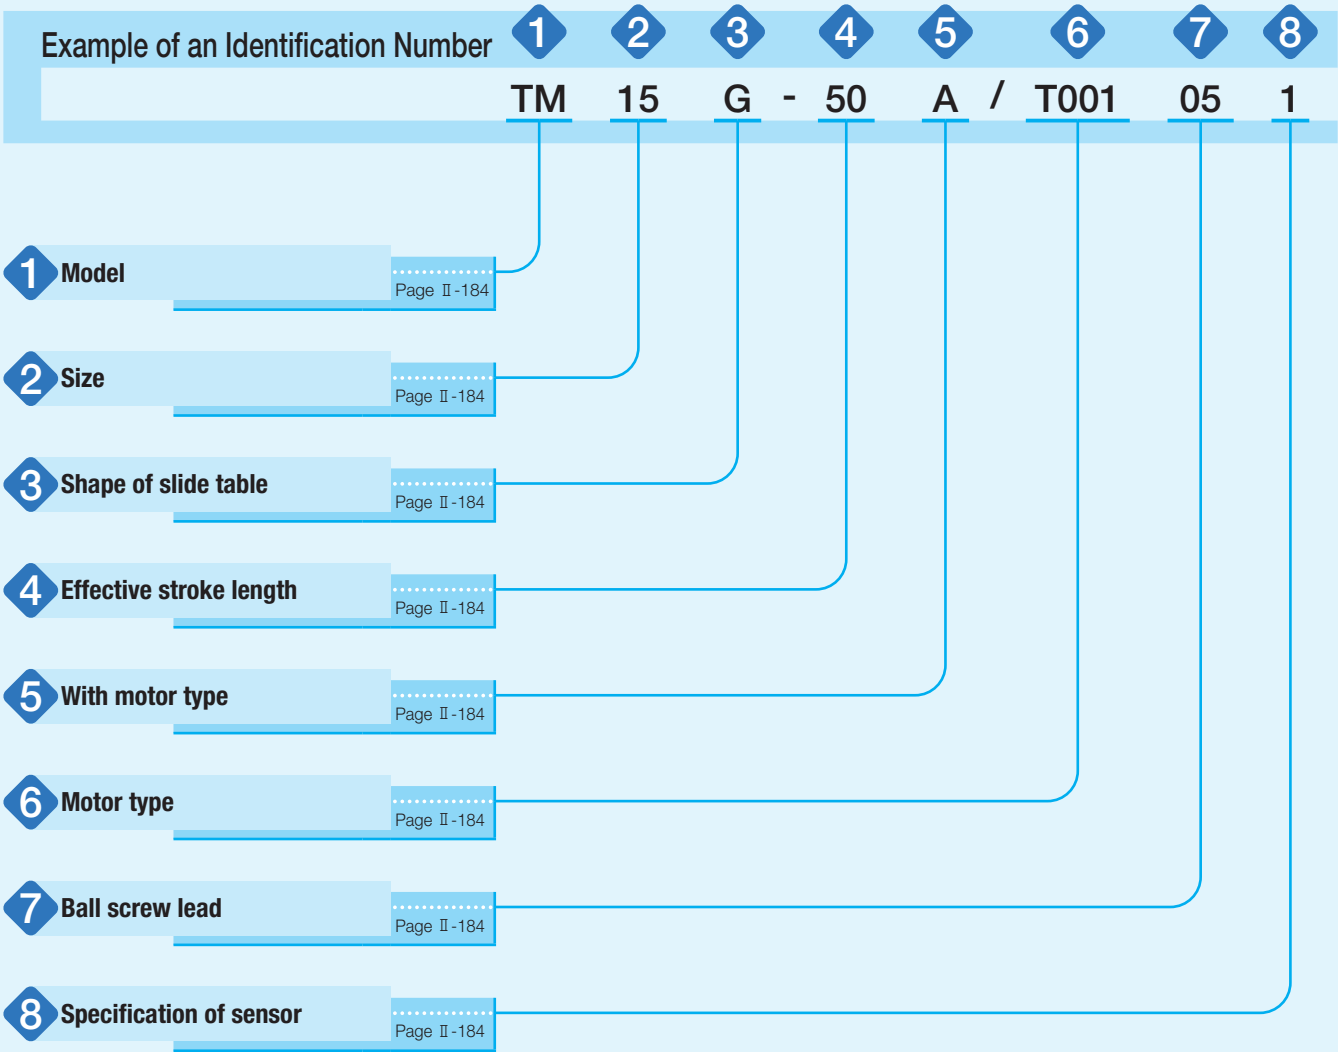 Example of an Identification Number 1 2 3 4 5 6 7 8
TM 15 G - 50 A / T001 05 1
1 Model
Page Ⅱ-184
2 Size
Page Ⅱ-184
3 Shape of slide table
Page Ⅱ-184
4 Effective stroke length
Page Ⅱ-184
5 With motor type
Page Ⅱ-184
6 Motor type
Page Ⅱ-184
7 Ball screw lead
Page Ⅱ-184
8 Specification of sensor
Page Ⅱ-184